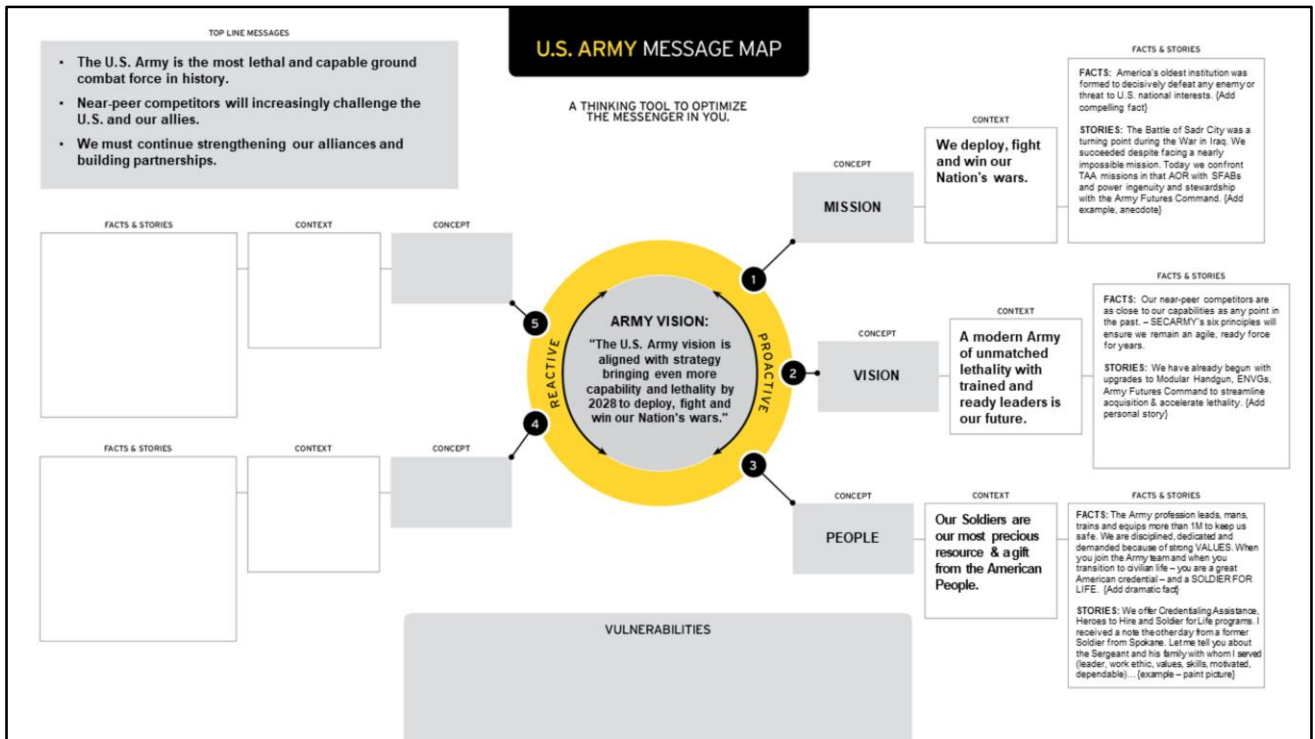 TOP LINE MESSAGES
• The U.S. Army is the most lethal and capable ground
combat force in history.
• Near-peer competitors will increasingly challenge the
U.S. and our allies.
• We must continue strengthening our alliances and
building partnerships.
U.S. ARMY MESSAGE MAP
A THINKING TOOL TO OPTIMIZE
THE MESSENGER IN YOU.
CONCEPT
MISSION
CONTEXT
We deploy, fight
and win our
Nation's wars.
FACTS & STORIES
FACTS: America's oldest institution was
formed to decisively defeat any enemy or
threat to U.S. national interests. {Add
compelling fact}
STORIES: The Battle of Sadr City was a
turning point during the War in Iraq. We
succeeded despite facing a nearly
impossible mission. Today we confront
TAA missions in that AOR with SFABs
and power ingenuity and stewardship
with the Army Futures Command. {Add
example, anecdote}
FACTS & STORIES
CONTEXT
CONCEPT
5
REACTIVE
ARMY VISION:
"The U.S. Army vision is
aligned with strategy
bringing even more
capability and lethality by
2028 to deploy, fight and
win our Nation's wars."
PROACTIVE
1
2
CONCEPT
VISION
CONTEXT
A modern Army
of unmatched
lethality with
trained and
ready leaders is
our future.
FACTS & STORIES
FACTS: Our near-peer competitors are
as close to our capabilities as any point in
the past. – SECARMY's six principles will
ensure we remain an agile, ready force
for years.
STORIES: We have already begun with
upgrades to Modular Handgun, ENVGs,
Army Futures Command to streamline
acquisition & accelerate lethality. {Add
personal story}
4
FACTS & STORIES
CONTEXT
CONCEPT
3
CONCEPT
PEOPLE
CONTEXT
Our Soldiers are
our most precious
resource & a gift
from the American
People.
FACTS & STORIES
FACTS: The Army profession leads, mans,
trains and equips more than 1M to keep us
safe. We are disciplined, dedicated and
demanded because of strong VALUES. When
you join the Army team and when you
transition to civilian life – you are a great
American credential – and a SOLDIER FOR
LIFE. {Add dramatic fact}
STORIES: We offer Credentialing Assistance,
Heroes to Hire and Soldier for Life programs. I
received a note the other day from a former
Soldier from Spokane. Let me tell you about
the Sergeant and his family with whom I served
(leader, work ethic, values, skills, motivated,
dependable)… {example – paint picture}
VULNERABILITIES